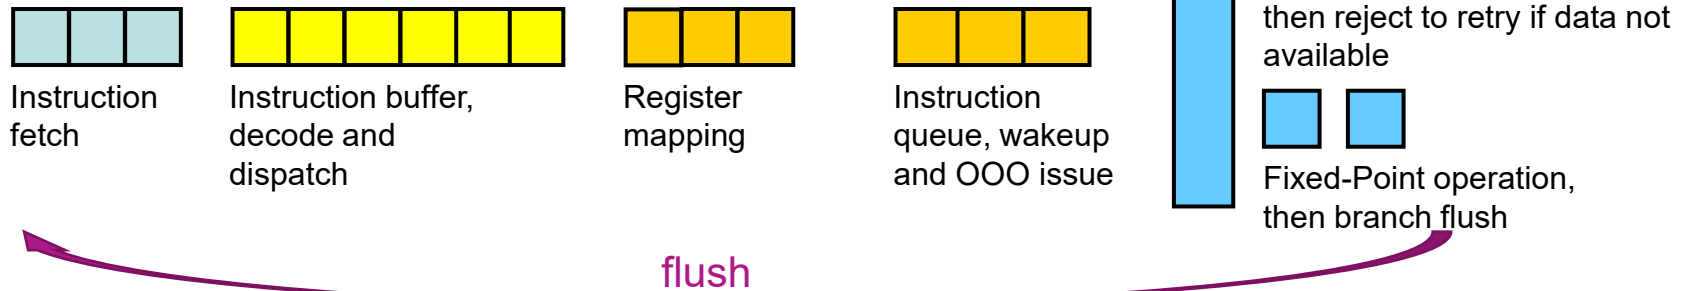 then reject to retry if data not
available
Instruction
fetch
Instruction buffer,
decode and
dispatch
Register
mapping
Instruction
queue, wakeup
and OOO issue
Fixed-Point operation,
then branch flush
flush